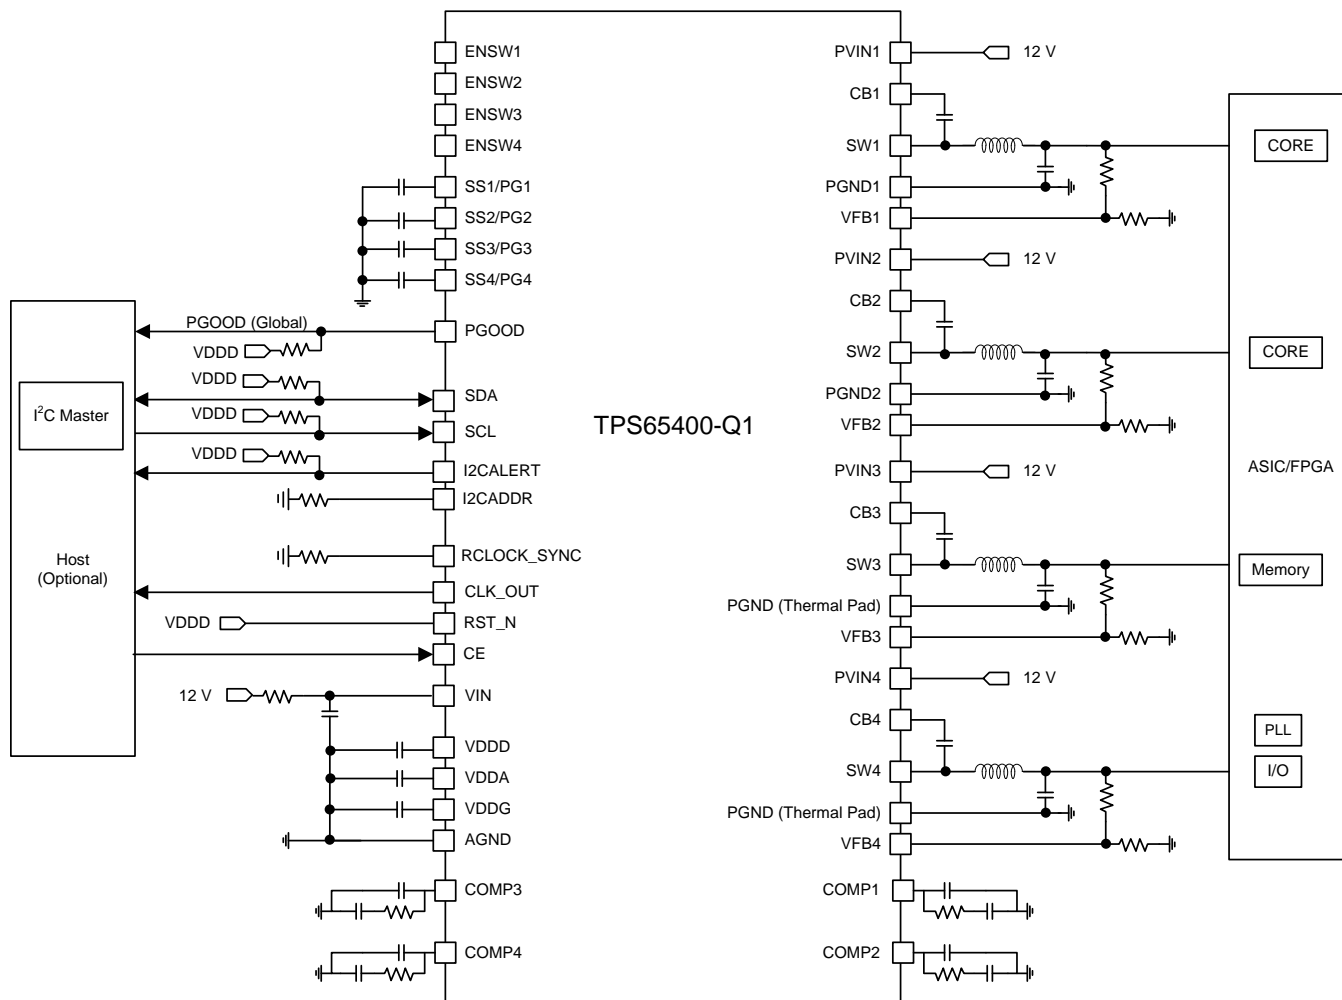 ENSW1
ENSW2
ENSW3
ENSW4
SS1/PG1
SS2/PG2
SS3/PG3
SS4/PG4
PGOOD (Global)
PGOOD
VDDD
VDDD
SDA
VDDD
SCL
VDDD
I2CALERT
I2CADDR
I²C Master
Host
(Optional)
RCLOCK_SYNC
CLK_OUT
VDDD
RST_N
CE
12 V
VIN
VDDD
VDDA
VDDG
AGND
COMP3
COMP4
TPS65400-Q1
PVIN1
12 V
CB1
SW1
PGND1
VFB1
PVIN2
12 V
CB2
SW2
PGND2
VFB2
PVIN3
12 V
CB3
SW3
PGND (Thermal Pad)
VFB3
PVIN4
12 V
CB4
SW4
PGND (Thermal Pad)
VFB4
COMP1
COMP2
CORE
CORE
ASIC/FPGA
Memory
PLL
I/O